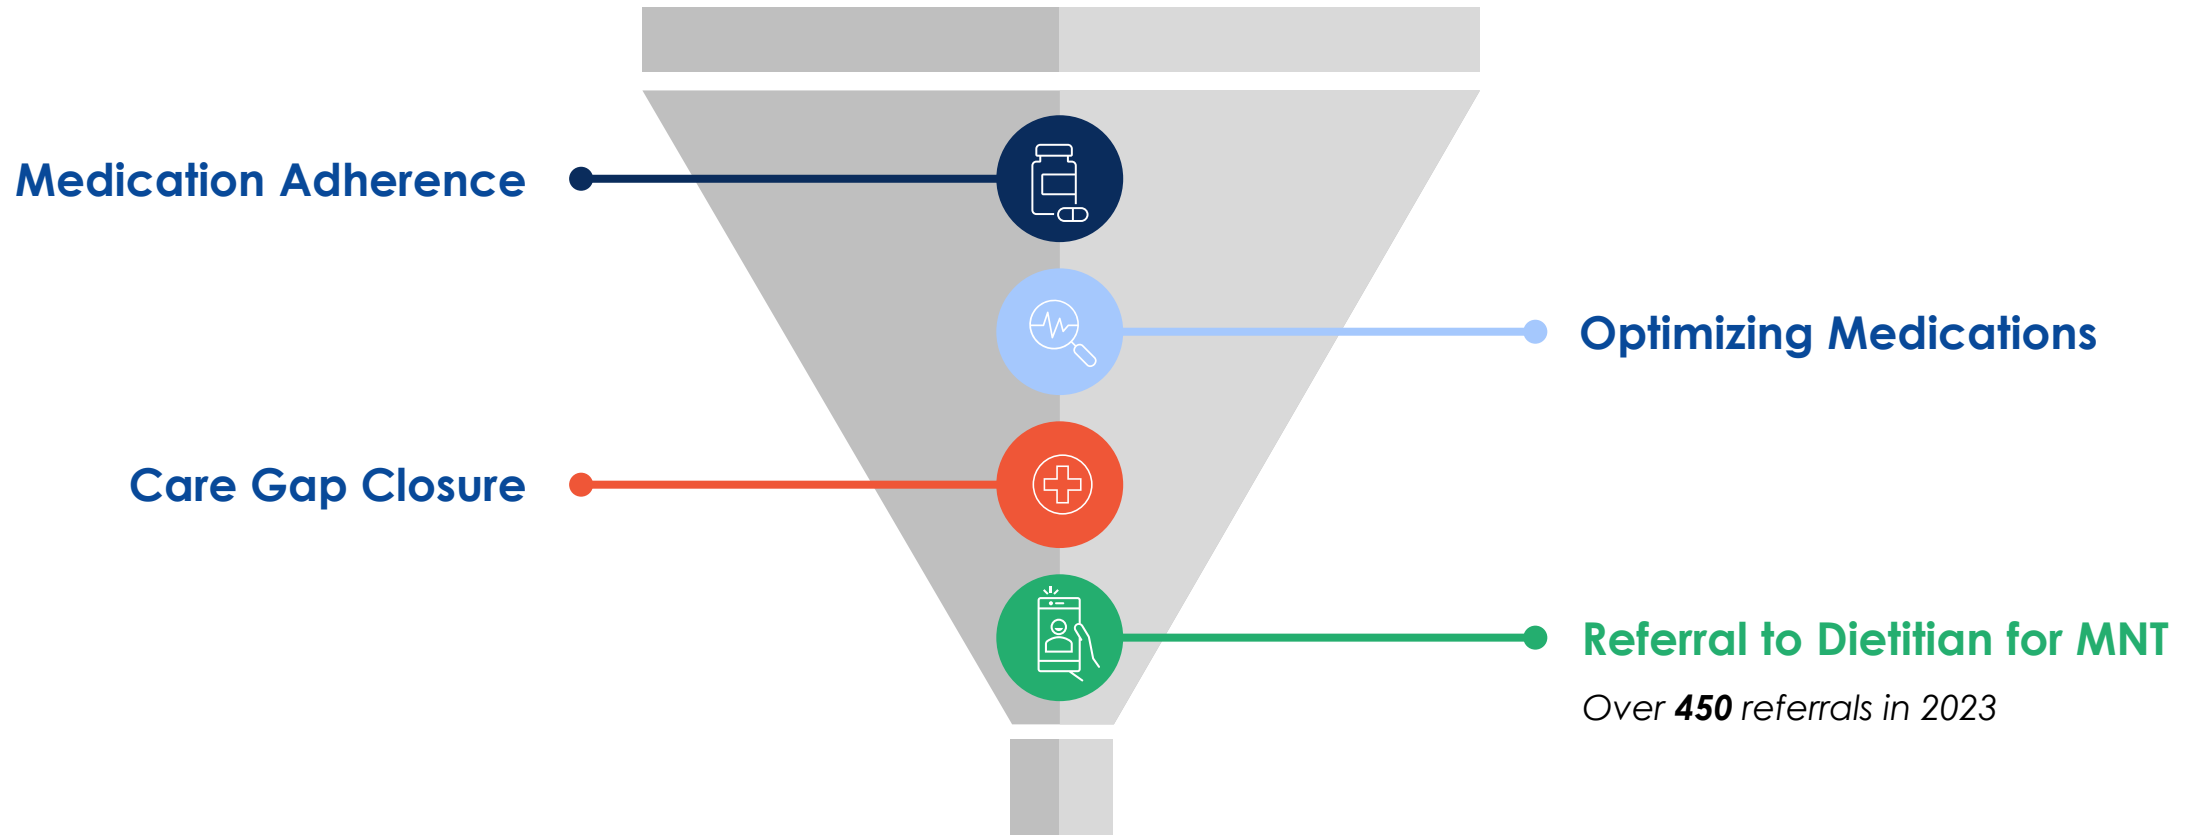 Medication Adherence
Optimizing Medications
Care Gap Closure
Referral to Dietitian for MNT
Over 450 referrals in 2023